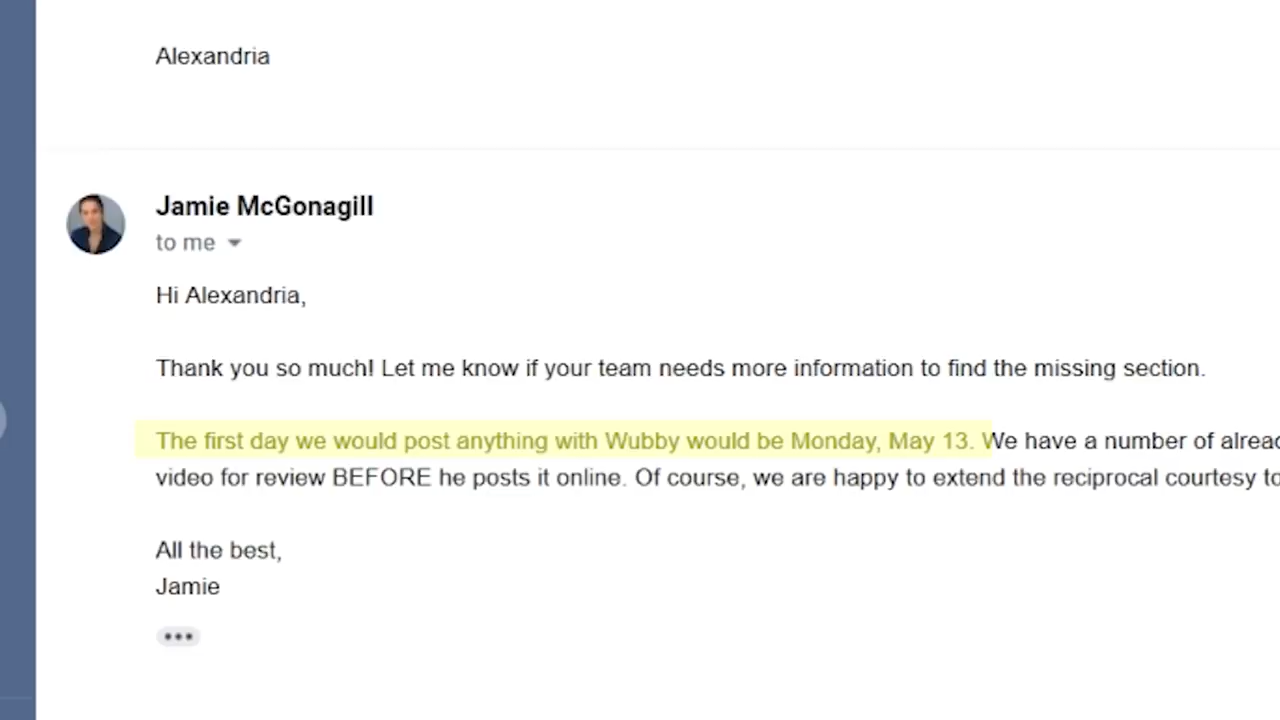 Alexandria
Jamie McGonagill
to me
Hi Alexandria,
Thank you so much! Let me know if your team needs more information to find the missing section.
The first day we would post anything with Wubby would be Monday, May 13. We have a number of
video for review BEFORE he posts it online. Of course, we are happy to extend the reciprocal courtesy
All the best,
Jamie